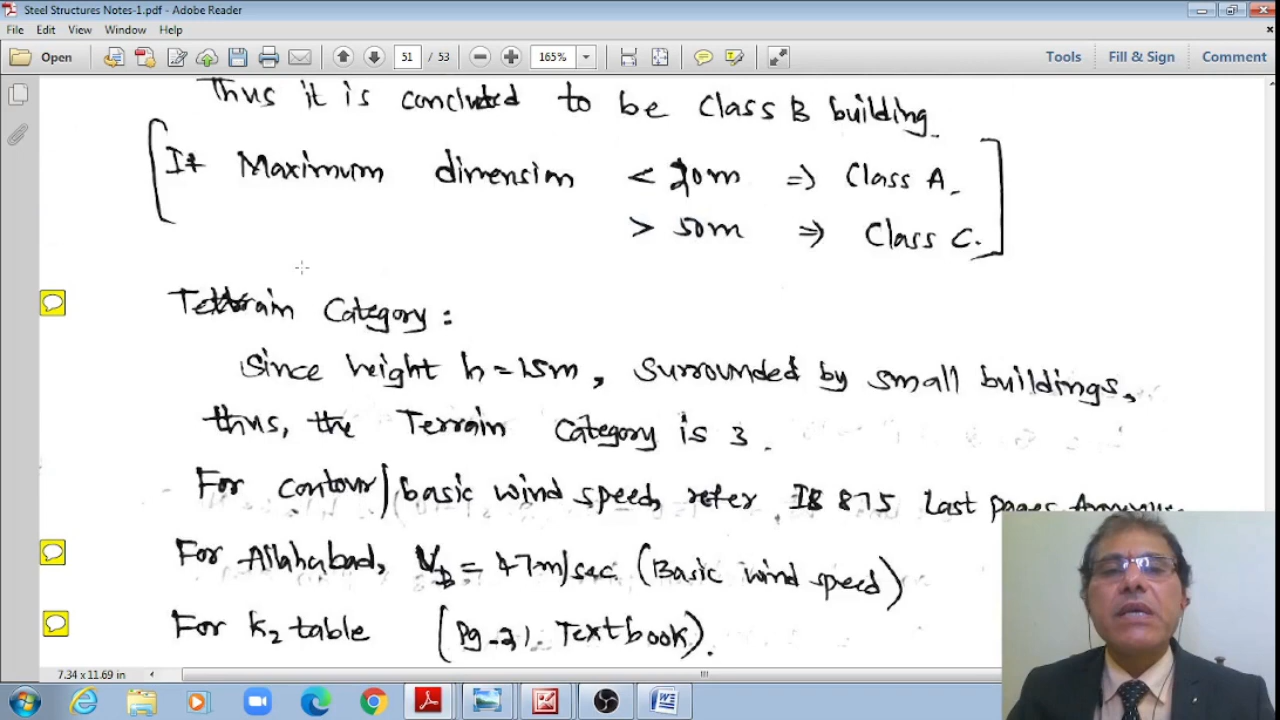 Steel Structures Notes-1.pdf - Adobe Reader
File Edit View Window Help
Open 51 / 53 165% Tools Fill & Sign Comment
Thus it is concluded to be Class B building.
If Maximum dimension < 20m => Class A.
> 50m => Class C.
Terrain Category:
Since height h = 15m, surrounded by small buildings,
thus, the Terrain Category is 3.
For contour/basic wind speed, refer IS 875 Last pages
For Allahabad, Vb = 47m/sec (Basic wind speed)
For K2 table (Pg-21. Textbook).
7.34 x 11.69 in